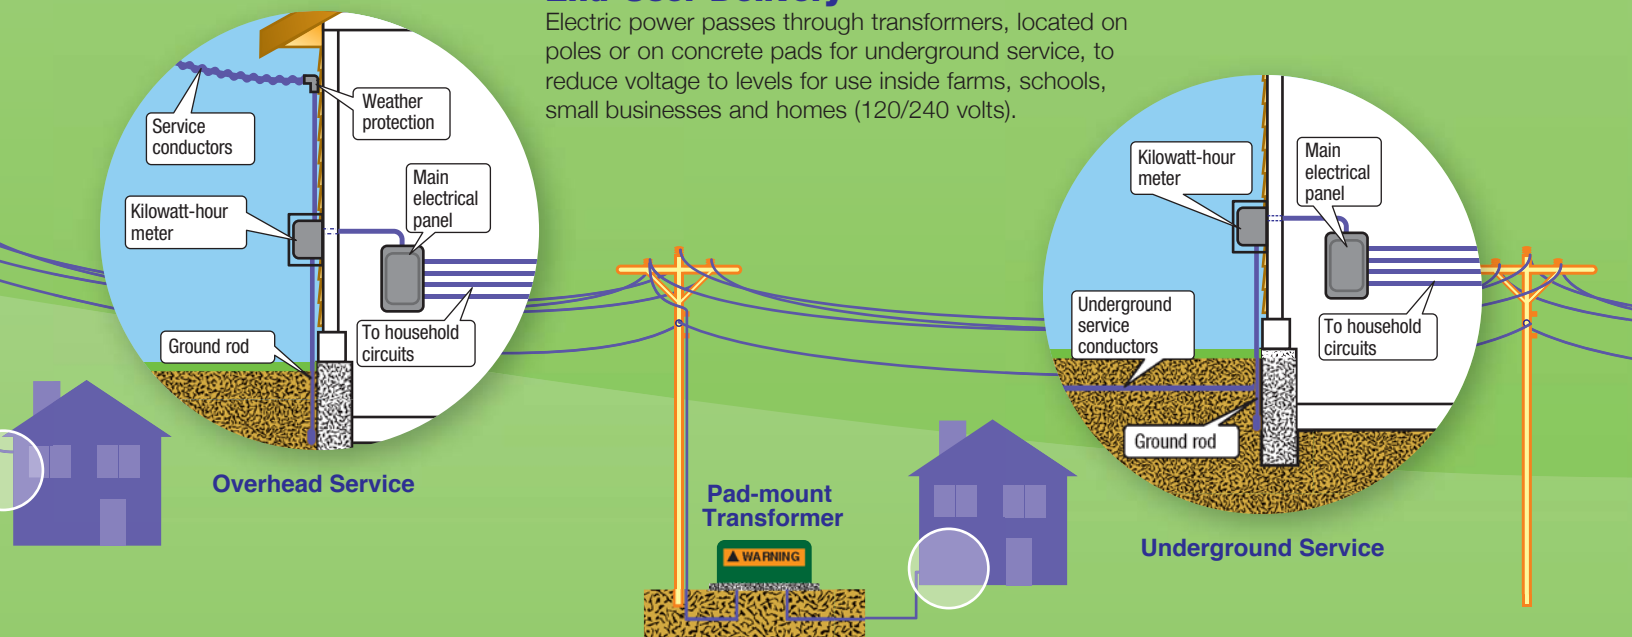 End-User Delivery
Electric power passes through transformers, located on
poles or on concrete pads for underground service, to
reduce voltage to levels for use inside farms, schools,
small businesses and homes (120/240 volts).
Service
conductors
Weather
protection
Kilowatt-hour
meter
Main
electrical
panel
Ground rod
To household
circuits
Overhead Service
Pad-mount
Transformer
WARNING
Kilowatt-hour
meter
Main
electrical
panel
Underground
service
conductors
To household
circuits
Ground rod
Underground Service